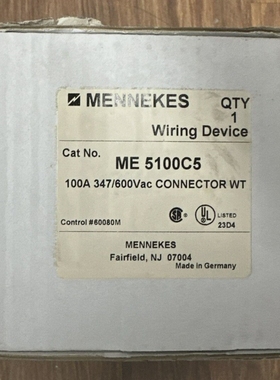 MENNEKES QTY
1
Wiring Device
Cat No. ME 5100C5
100A 347/600Vac CONNECTOR WT
Control #60080M
LISTED
23D4
MENNEKES
Fairfield, NJ 07004
Made in Germany